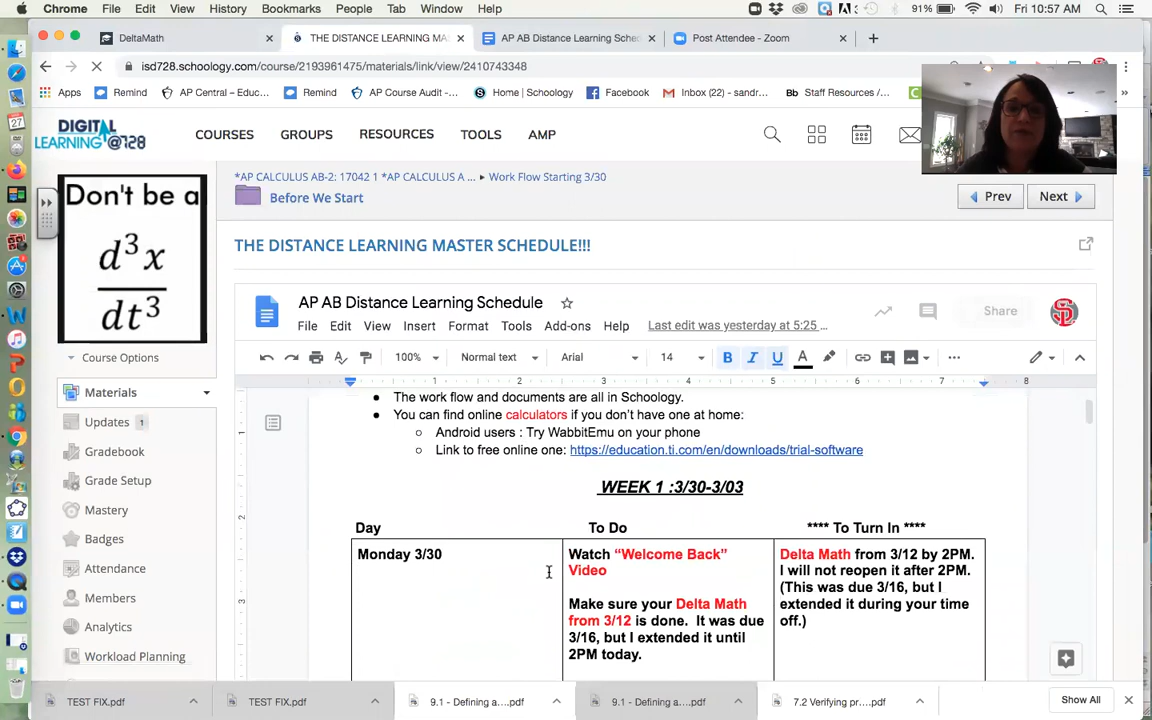 Chrome File Edit View History Bookmarks People Tab Window Help 91% Fri 10:57 AM
DeltaMath
THE DISTANCE LEARNING MA
AP AB Distance Learning Sche
Post Attendee - Zoom
isd728.schoology.com/course/2193961475/materials/link/view/2410743348
Apps Remind AP Central – Educ... AP Course Audit -... Remind Home | Schoology Facebook Inbox (22) - sandr... Bb Staff Resources /...
DIGITAL
LEARNING @728
COURSES GROUPS RESOURCES TOOLS AMP
*AP CALCULUS AB-2: 17042 1 *AP CALCULUS A ... Work Flow Starting 3/30
Before We Start
Prev Next
Don't be a
d³x
dt³
THE DISTANCE LEARNING MASTER SCHEDULE!!!
AP AB Distance Learning Schedule
File Edit View Insert Format Tools Add-ons Help Last edit was yesterday at 5:25 ...
Share
100% Normal text Arial 14 B I U A
1 2 3 4 5 6 7 8
Course Options
Materials
Updates 1
Gradebook
Grade Setup
Mastery
Badges
Attendance
Members
Analytics
Workload Planning
The work flow and documents are all in Schoology.
You can find online calculators if you don't have one at home:
Android users : Try WabbitEmu on your phone
Link to free online one: https://education.ti.com/en/downloads/trial-software
WEEK 1 :3/30-3/03
Day To Do **** To Turn In ****
Monday 3/30
Watch "Welcome Back"
Video
Make sure your Delta Math
from 3/12 is done. It was due
3/16, but I extended it until
2PM today.
Delta Math from 3/12 by 2PM.
I will not reopen it after 2PM.
(This was due 3/16, but I
extended it during your time
off.)
TEST FIX.pdf TEST FIX.pdf 9.1 - Defining a....pdf 9.1 - Defining a....pdf 7.2 Verifying pr....pdf Show All